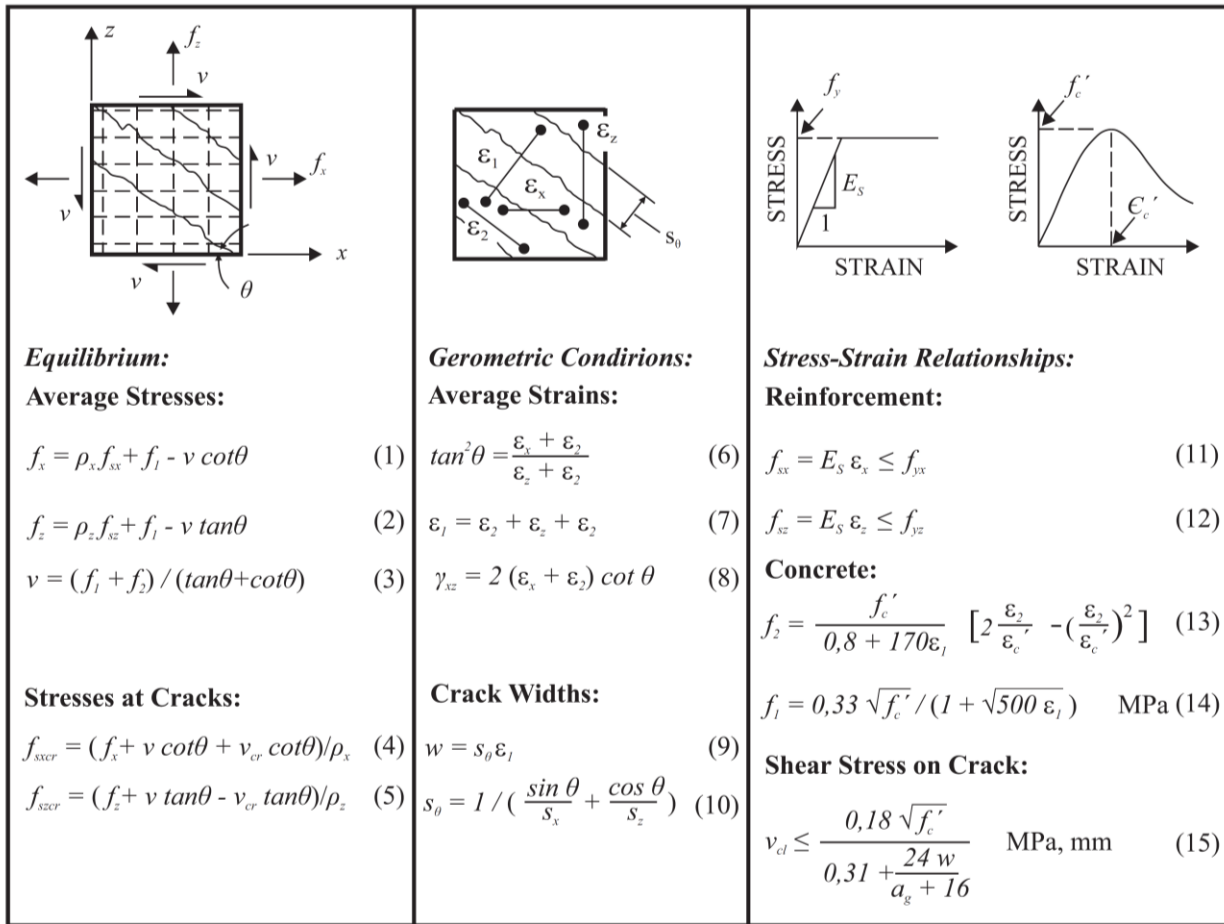 z
f_z
v
v
f_x
v
x
v
θ
Equilibrium:
Average Stresses:
f_x = ρ_x f_sx + f_1 - v cotθ (1)
f_z = ρ_z f_sz + f_1 - v tanθ (2)
v = (f_1 + f_2) / (tanθ+cotθ) (3)
Stresses at Cracks:
f_sxcr = (f_x + v cotθ + v_cr cotθ)/ρ_x (4)
f_szcr = (f_z + v tanθ - v_cr tanθ)/ρ_z (5)
ε_z
ε_1
ε_x
ε_2
s_θ
Gerometric Condirions:
Average Strains:
tan²θ = (ε_x + ε_2)/(ε_z + ε_2) (6)
ε_1 = ε_2 + ε_z + ε_2 (7)
γ_xz = 2 (ε_x + ε_2) cot θ (8)
Crack Widths:
w = s_θ ε_1 (9)
s_θ = 1 / ( sin θ/s_x + cos θ/s_z ) (10)
f_y
STRESS
E_S
1
STRAIN
f_c′
STRESS
Є_c′
STRAIN
Stress-Strain Relationships:
Reinforcement:
f_sx = E_S ε_x ≤ f_yx (11)
f_sz = E_S ε_z ≤ f_yz (12)
Concrete:
f_2 = f_c′/(0,8 + 170ε_1) [2 ε_2/ε_c′ - (ε_2/ε_c′)²] (13)
f_1 = 0,33 √f_c′ / (1 + √500 ε_1) MPa (14)
Shear Stress on Crack:
v_cl ≤ 0,18 √f_c′/(0,31 + 24 w/(a_g + 16)) MPa, mm (15)